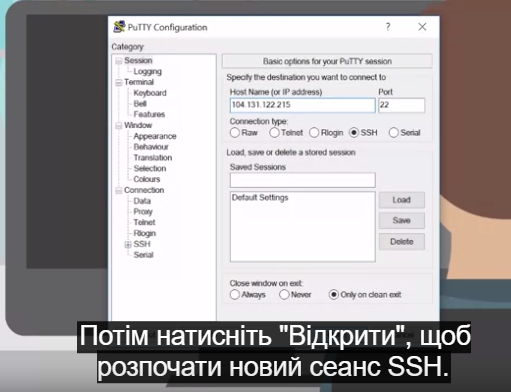 PuTTY Configuration
?
Category:
Session
Logging
Terminal
Keyboard
Bell
Features
Window
Appearance
Behaviour
Translation
Selection
Colours
Connection
Data
Proxy
Telnet
Rlogin
SSH
Serial
Basic options for your PuTTY session
Specify the destination you want to connect to
Host Name (or IP address) Port
104.131.122.215 22
Connection type:
Raw Telnet Rlogin SSH Serial
Load, save or delete a stored session
Saved Sessions
Default Settings
Load
Save
Delete
Close window on exit:
Always Never Only on clean exit
Потім натисніть "Відкрити", щоб
розпочати новий сеанс SSH.